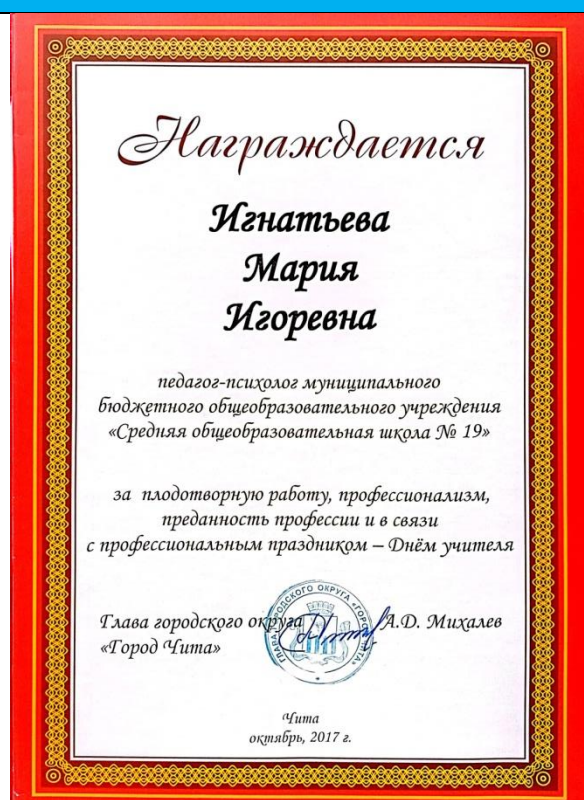 Награждается
Игнатьева
Мария
Игоревна
педагог-психолог муниципального
бюджетного общеобразовательного учреждения
«Средняя общеобразовательная школа № 19»
за плодотворную работу, профессионализм,
преданность профессии и в связи
с профессиональным праздником – Днём учителя
Глава городского округа А.Д. Михалев
«Город Чита»
Чита
октябрь, 2017 г.